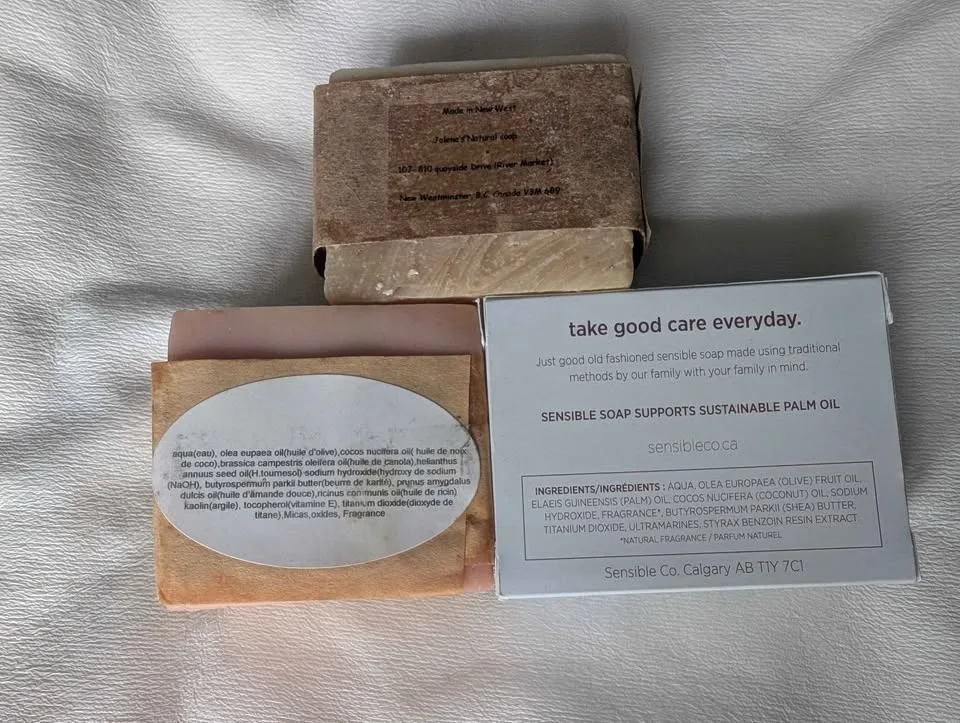 Made in New West
Jolene's Natural soap
107-810 quayside Drive (River Market)
New Westminster, B.C Canada V3M 6B9
aqua(eau), olea eupaea oil(huile d'olive),cocos nucifera oil( huile de noix
de coco),brassica campestris oleifera oil(huile de canola),helianthus
annuus seed oil(H.tournesol) sodium hydroxide(hydroxy de sodium
(NaOH), butyrospermum parkii butter(beurre de karité), prunus amygdalus
dulcis oil(huile d'âmande douce),ricinus communis oil(huile de ricin)
kaolin(argile), tocopherol(vitamine E), titanium dioxide(dioxyde de
titane),Micas,oxides, Fragrance
take good care everyday.
Just good old fashioned sensible soap made using traditional
methods by our family with your family in mind.
SENSIBLE SOAP SUPPORTS SUSTAINABLE PALM OIL
sensibleco.ca
INGREDIENTS/INGRÉDIENTS : AQUA, OLEA EUROPAEA (OLIVE) FRUIT OIL,
ELAEIS GUINEENSIS (PALM) OIL, COCOS NUCIFERA (COCONUT) OIL, SODIUM
HYDROXIDE, FRAGRANCE*, BUTYROSPERMUM PARKII (SHEA) BUTTER,
TITANIUM DIOXIDE, ULTRAMARINES, STYRAX BENZOIN RESIN EXTRACT
*NATURAL FRAGRANCE / PARFUM NATUREL
Sensible Co. Calgary AB T1Y 7C1